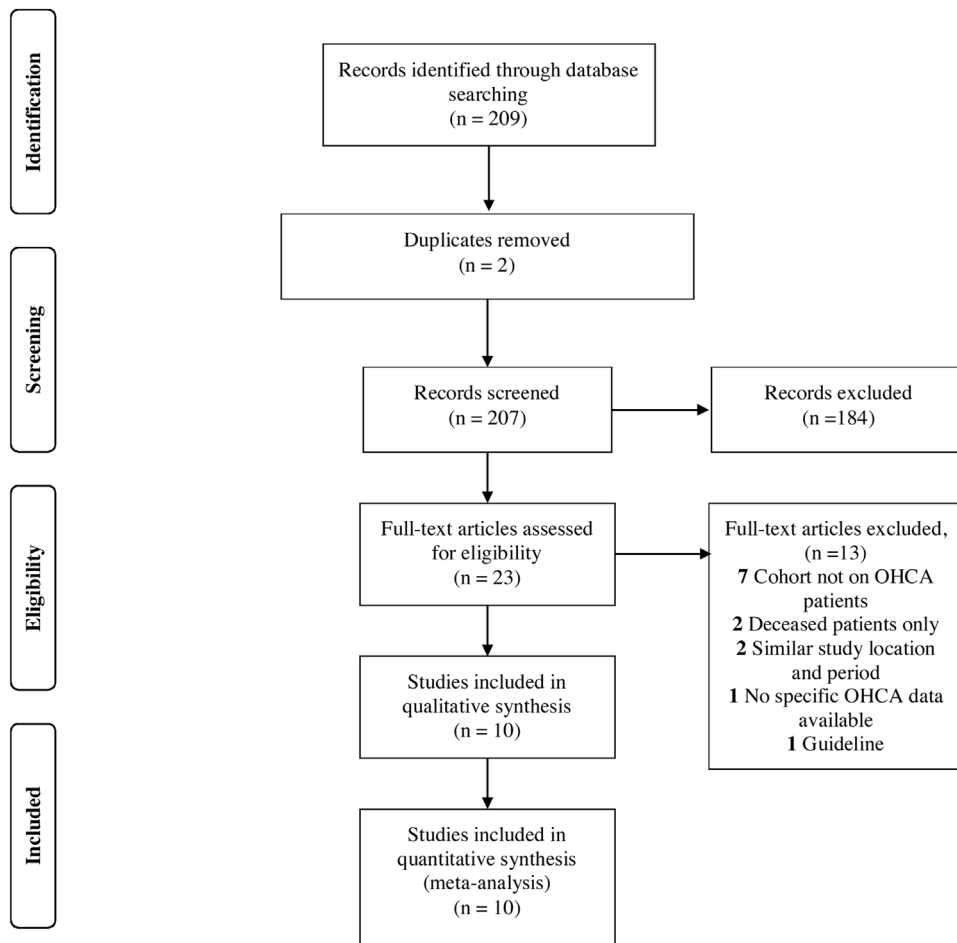 Identification
Records identified through database
searching
(n = 209)
Duplicates removed
(n = 2)
Screening
Records screened
(n = 207)
Records excluded
(n =184)
Eligibility
Full-text articles assessed
for eligibility
(n = 23)
Full-text articles excluded,
(n =13)
7 Cohort not on OHCA
patients
2 Deceased patients only
2 Similar study location
and period
1 No specific OHCA data
available
1 Guideline
Studies included in
qualitative synthesis
(n = 10)
Included
Studies included in
quantitative synthesis
(meta-analysis)
(n = 10)